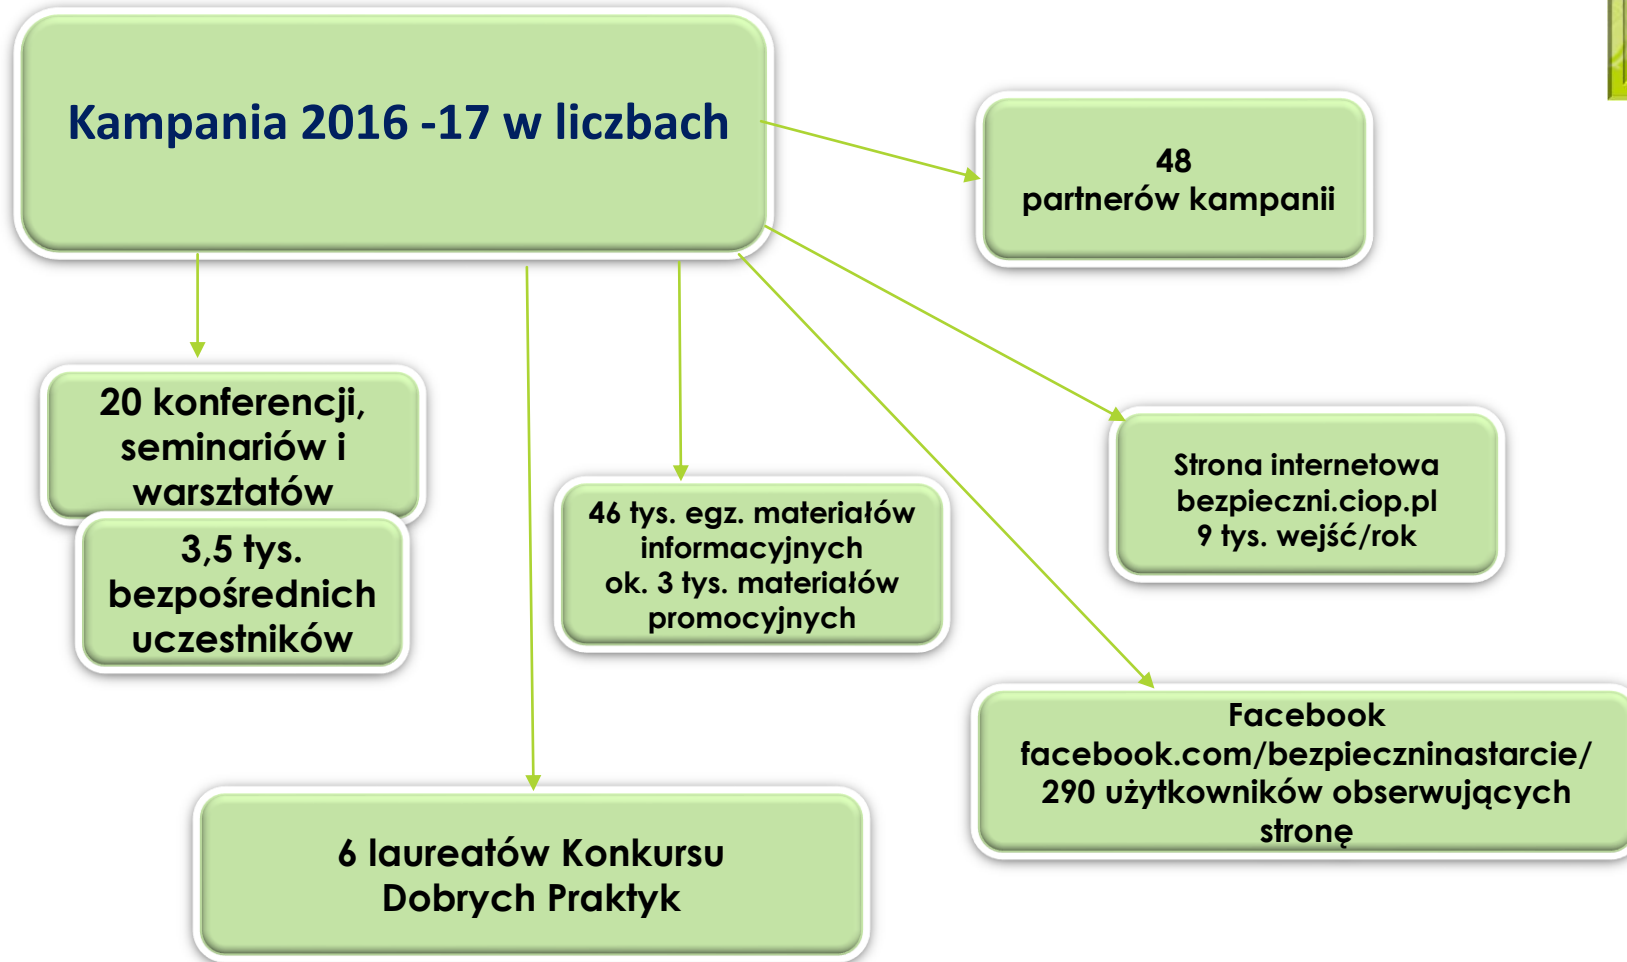 Kampania 2016 -17 w liczbach
48
partnerów kampanii
20 konferencji,
seminariów i
warsztatów
3,5 tys.
bezpośrednich
uczestników
46 tys. egz. materiałów
informacyjnych
ok. 3 tys. materiałów
promocyjnych
Strona internetowa
bezpieczni.ciop.pl
9 tys. wejść/rok
Facebook
facebook.com/bezpieczninastarcie/
290 użytkowników obserwujących
stronę
6 laureatów Konkursu
Dobrych Praktyk